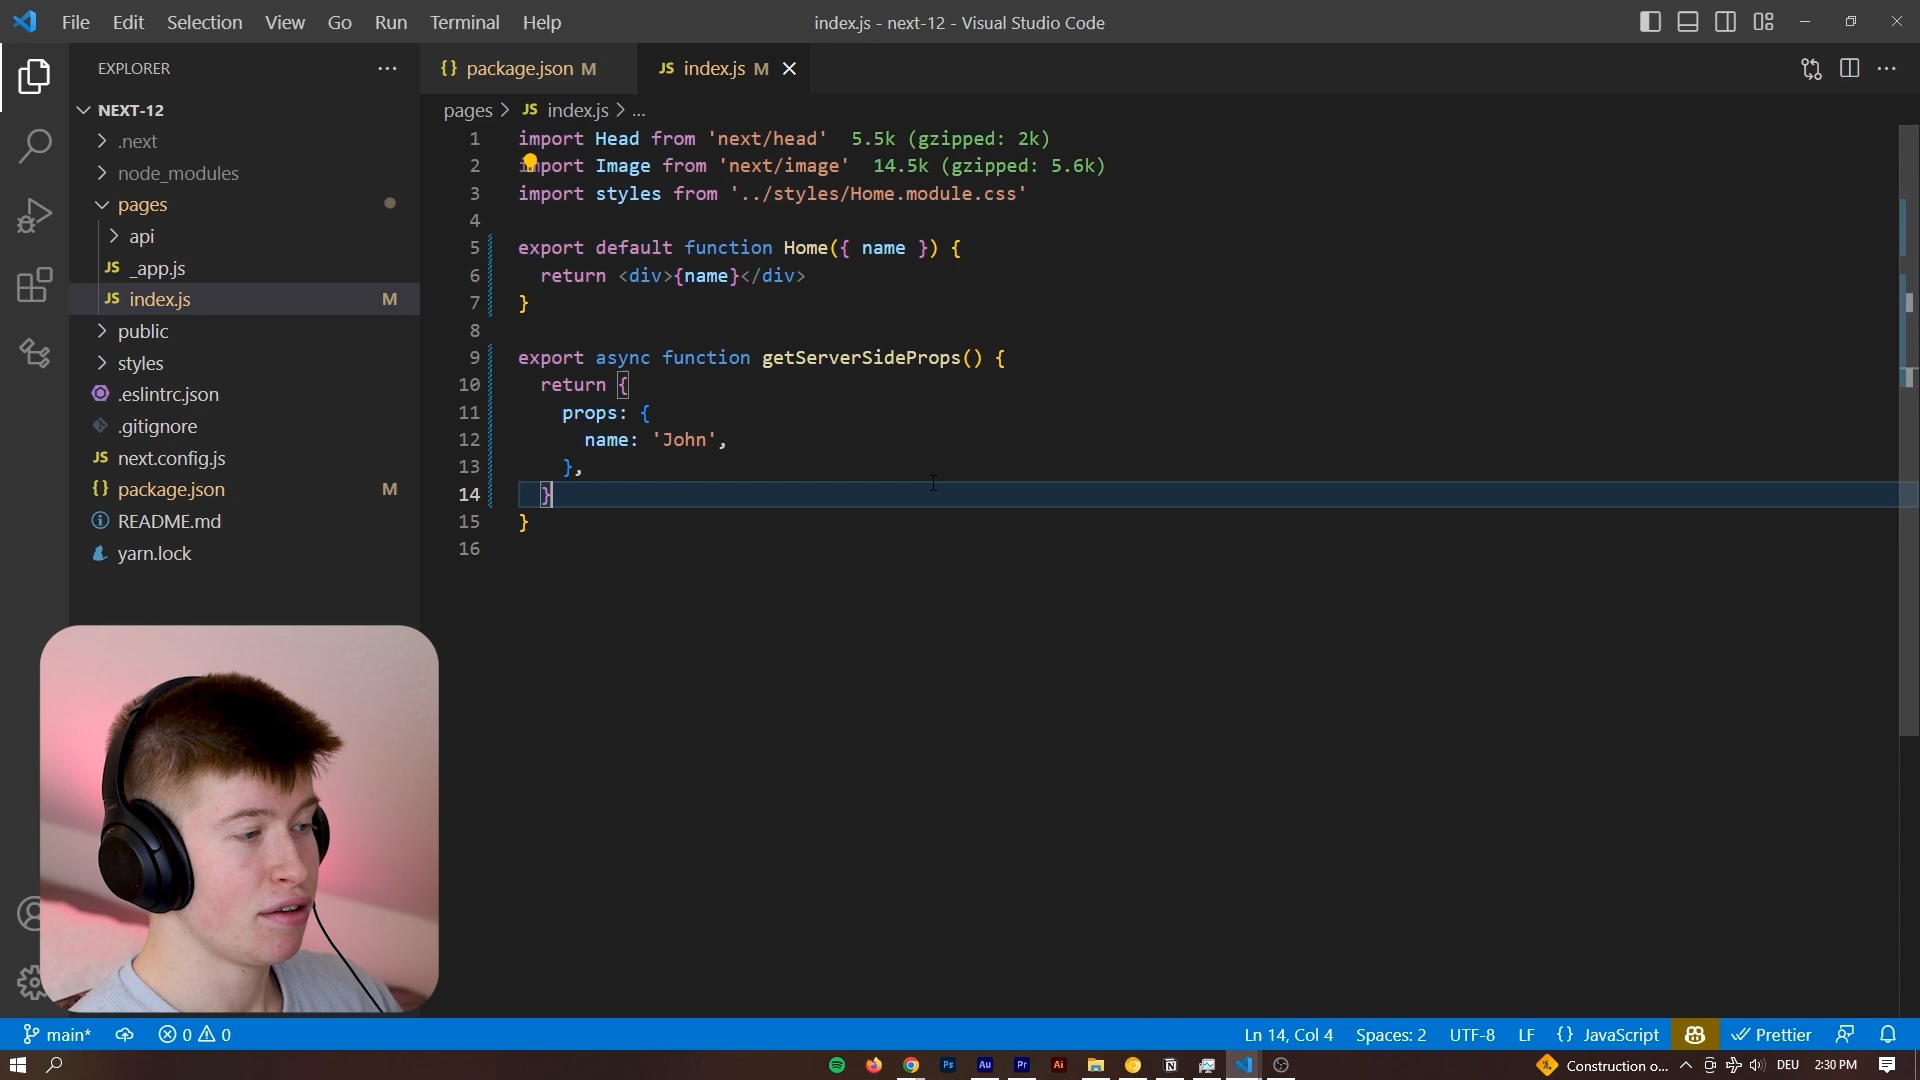 File Edit Selection View Go Run Terminal Help
index.js - next-12 - Visual Studio Code
EXPLORER
NEXT-12
.next
node_modules
pages
api
JS _app.js
JS index.js M
public
styles
.eslintrc.json
.gitignore
JS next.config.js
{} package.json M
README.md
yarn.lock
{} package.json M
JS index.js M
pages > JS index.js > ...
1 import Head from 'next/head' 5.5k (gzipped: 2k)
2 import Image from 'next/image' 14.5k (gzipped: 5.6k)
3 import styles from '../styles/Home.module.css'
4
5 export default function Home({ name }) {
6 return <div>{name}</div>
7 }
8
9 export async function getServerSideProps() {
10 return {
11 props: {
12 name: 'John',
13 },
14 }
15 }
16
main* 0 0
Ln 14, Col 4 Spaces: 2 UTF-8 LF {} JavaScript Prettier
Ps Au Pr Ai N
Construction o... DEU 2:30 PM